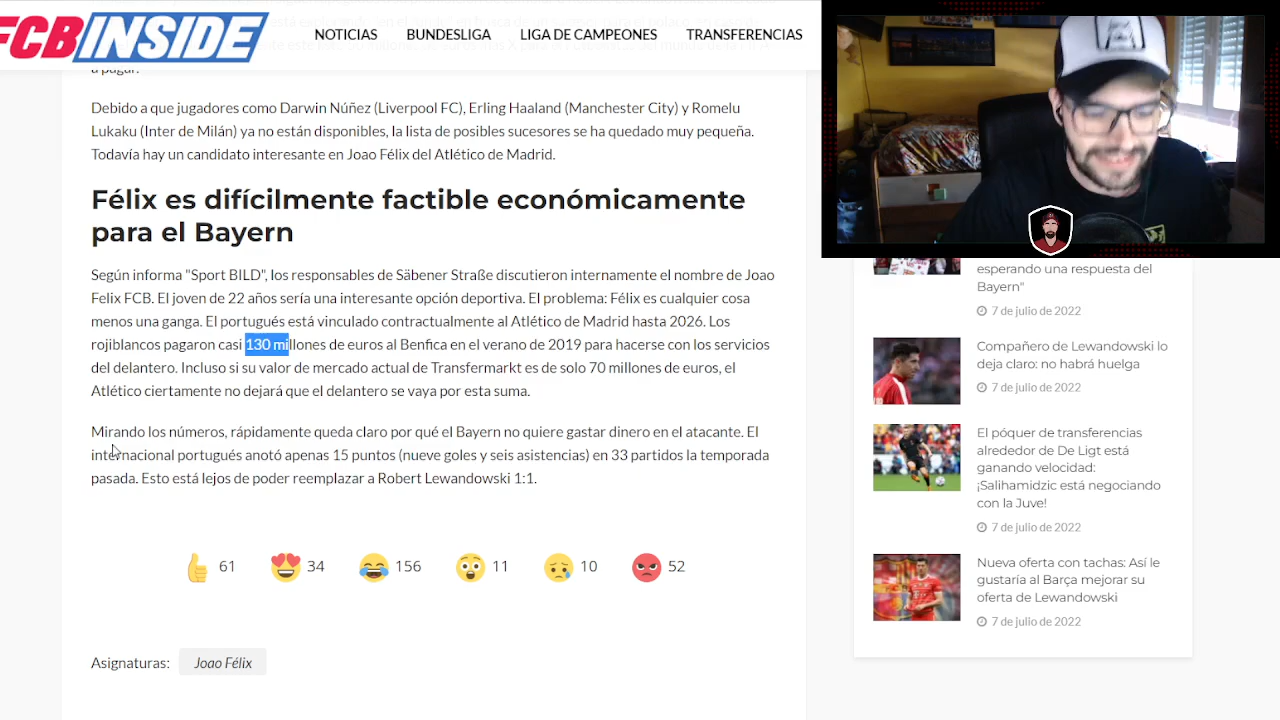 FCBINSIDE
NOTICIAS
BUNDESLIGA
LIGA DE CAMPEONES
TRANSFERENCIAS
a pagar?
Debido a que jugadores como Darwin Núñez (Liverpool FC), Erling Haaland (Manchester City) y Romelu
Lukaku (Inter de Milán) ya no están disponibles, la lista de posibles sucesores se ha quedado muy pequeña.
Todavía hay un candidato interesante en Joao Félix del Atlético de Madrid.
Félix es difícilmente factible económicamente
para el Bayern
Según informa "Sport BILD", los responsables de Säbener Straße discutieron internamente el nombre de Joao
Felix FCB. El joven de 22 años sería una interesante opción deportiva. El problema: Félix es cualquier cosa
menos una ganga. El portugués está vinculado contractualmente al Atlético de Madrid hasta 2026. Los
rojiblancos pagaron casi 130 millones de euros al Benfica en el verano de 2019 para hacerse con los servicios
del delantero. Incluso si su valor de mercado actual de Transfermarkt es de solo 70 millones de euros, el
Atlético ciertamente no dejará que el delantero se vaya por esta suma.
Mirando los números, rápidamente queda claro por qué el Bayern no quiere gastar dinero en el atacante. El
internacional portugués anotó apenas 15 puntos (nueve goles y seis asistencias) en 33 partidos la temporada
pasada. Esto está lejos de poder reemplazar a Robert Lewandowski 1:1.
61
34
156
11
10
52
Asignaturas:
Joao Félix
esperando una respuesta del
Bayern"
7 de julio de 2022
Compañero de Lewandowski lo
deja claro: no habrá huelga
7 de julio de 2022
El póquer de transferencias
alrededor de De Ligt está
ganando velocidad:
¡Salihamidzic está negociando
con la Juve!
7 de julio de 2022
Nueva oferta con tachas: Así le
gustaría al Barça mejorar su
oferta de Lewandowski
7 de julio de 2022